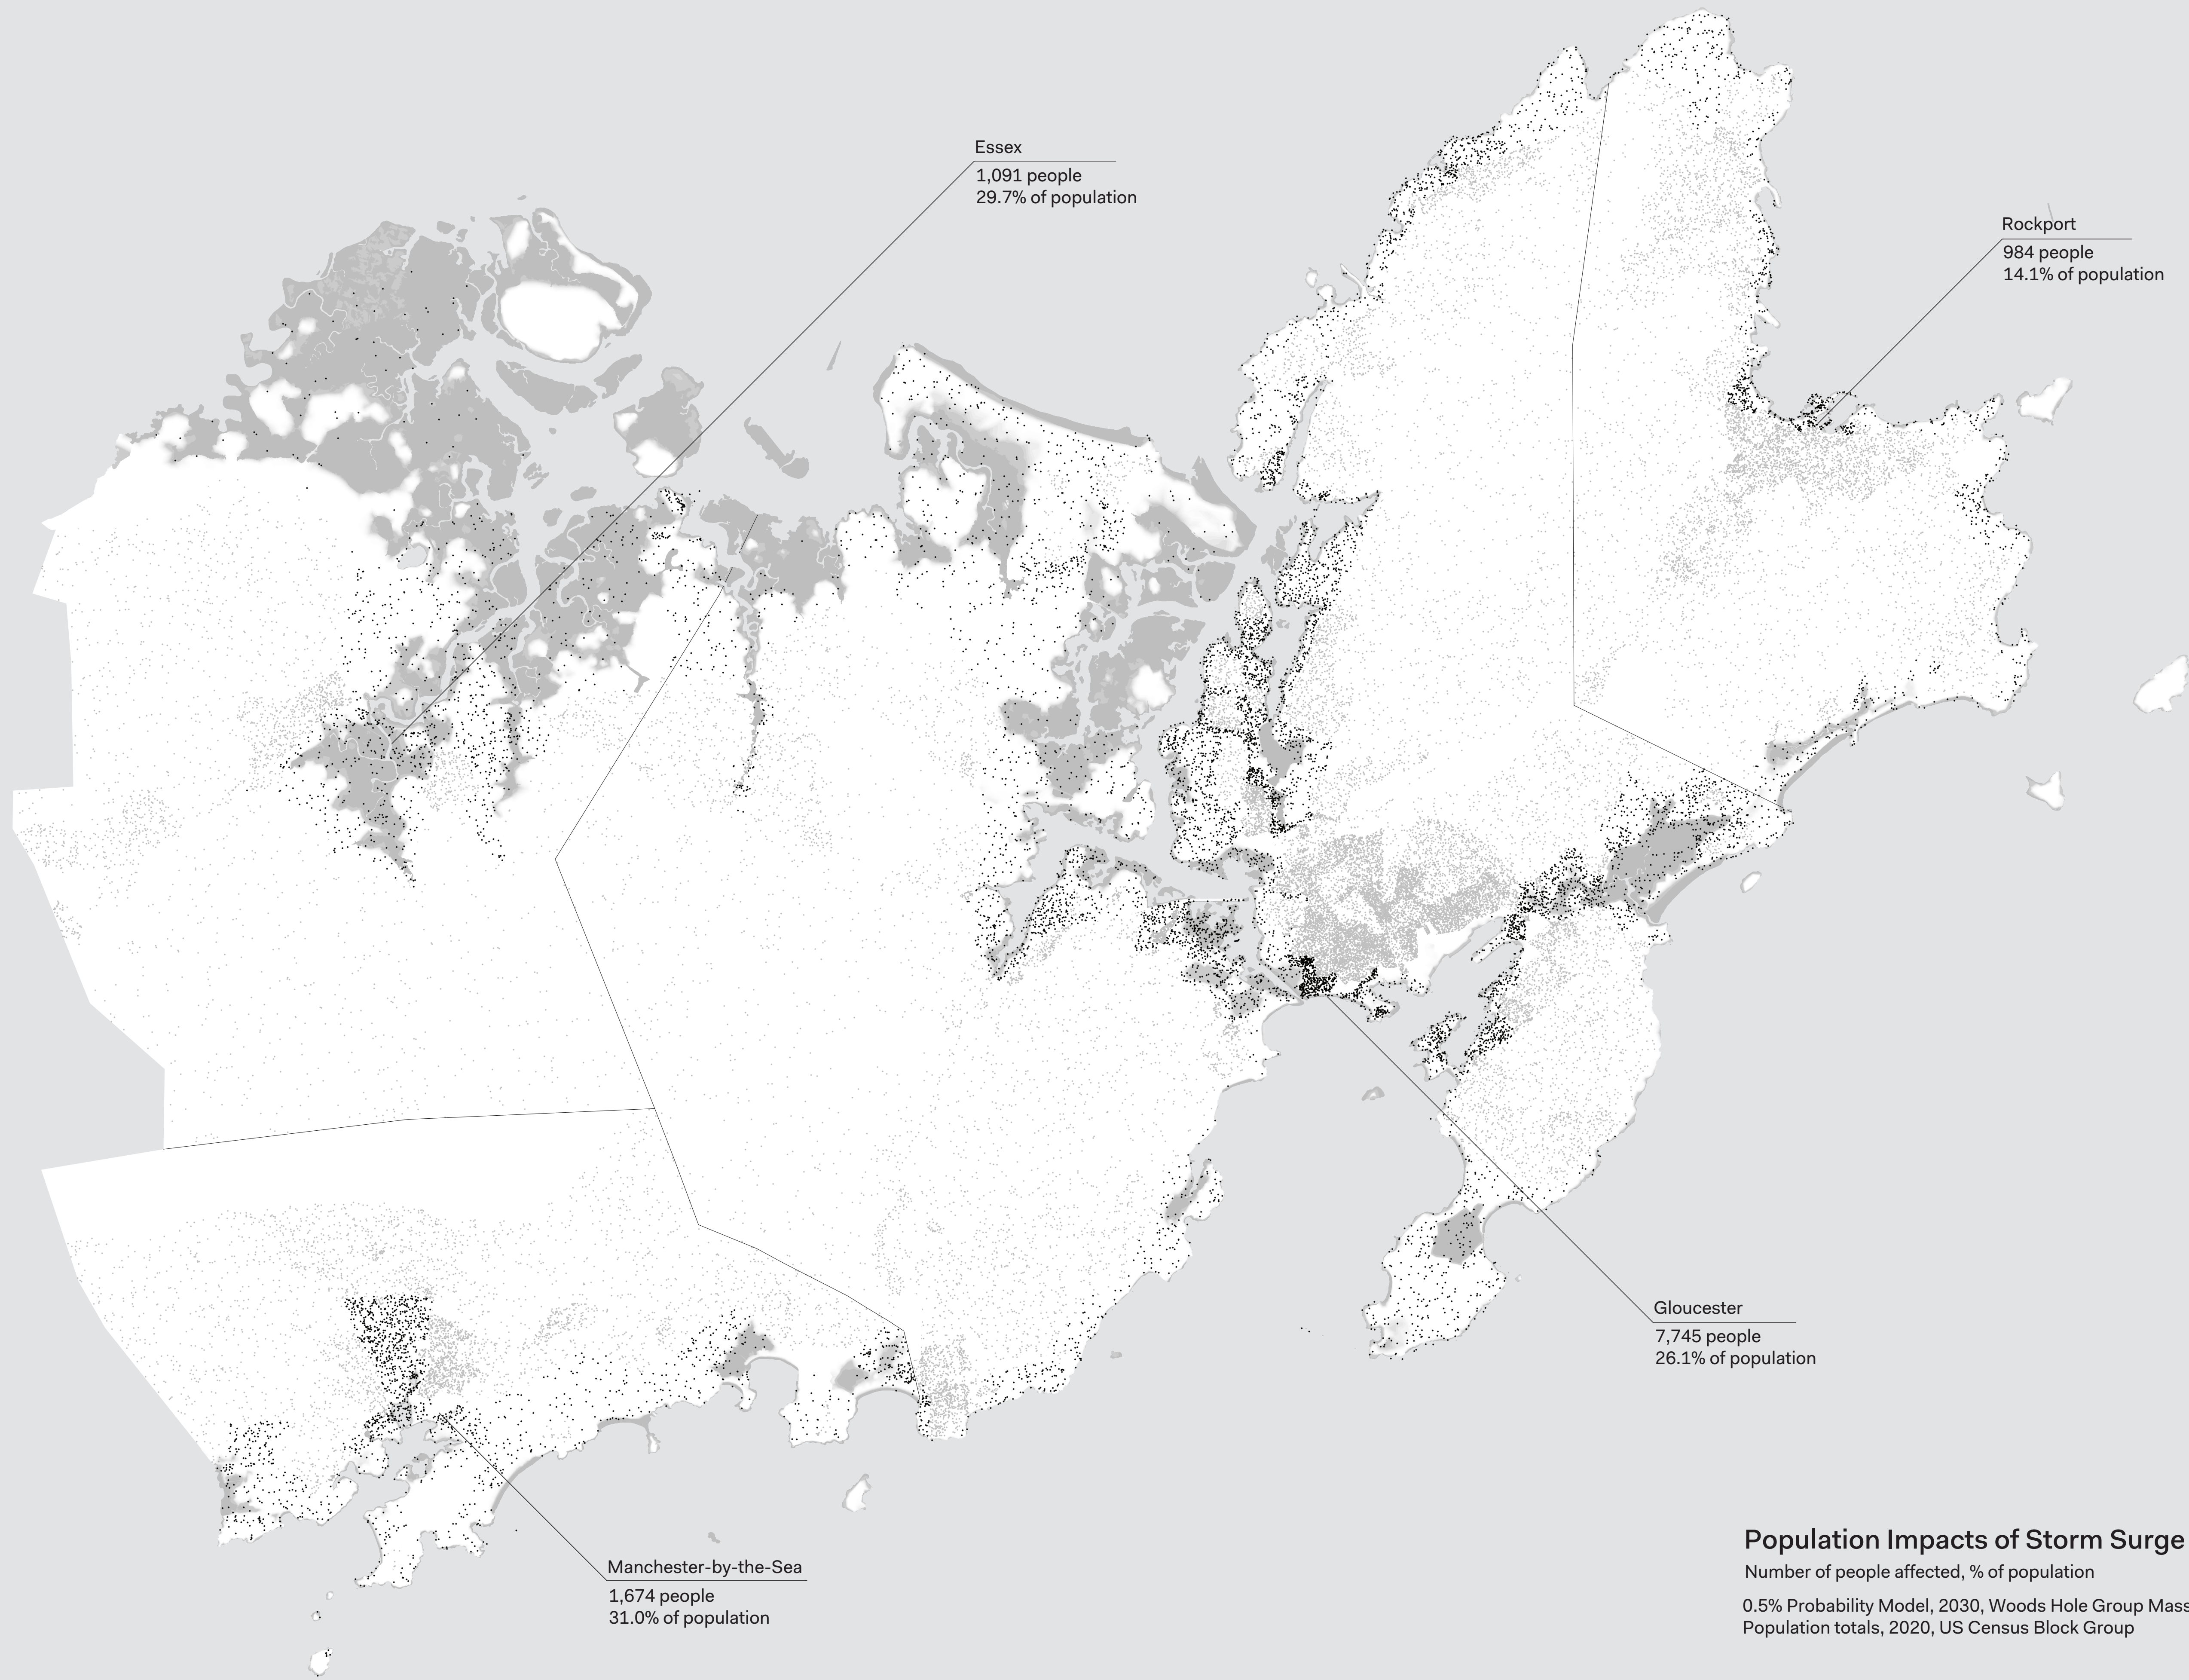 Essex
1,091 people
29.7% of population
Rockport
984 people
14.1% of population
Gloucester
7,745 people
26.1% of population
Manchester-by-the-Sea
1,674 people
31.0% of population
Population Impacts of Storm Surge
Number of people affected, % of population
0.5% Probability Model, 2030, Woods Hole Group Mass
Population totals, 2020, US Census Block Group